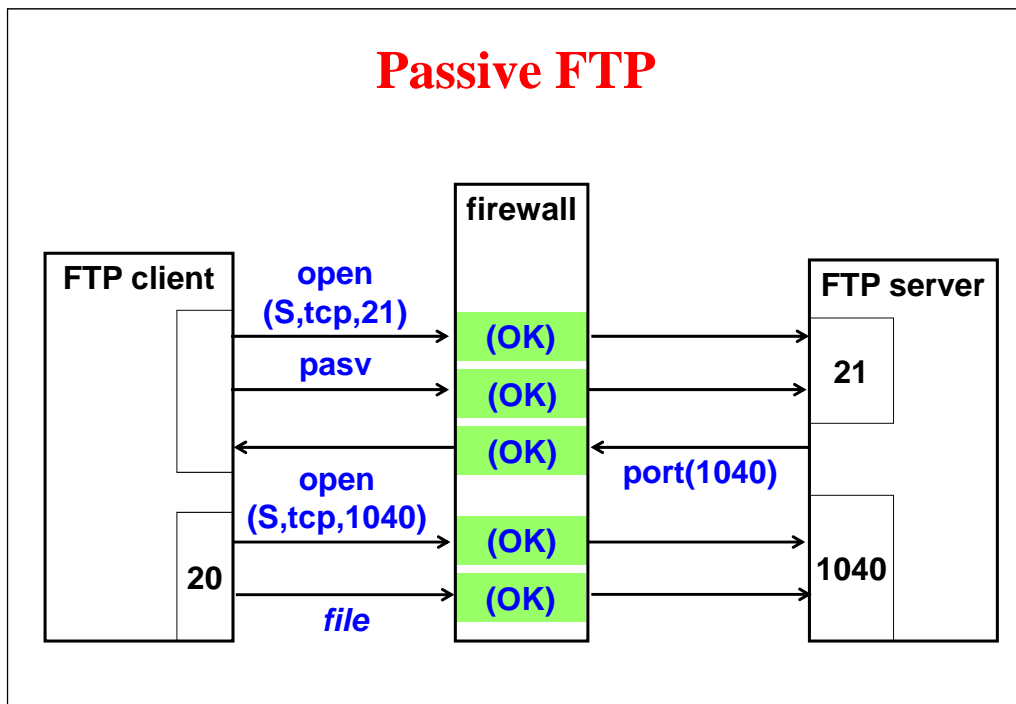 Passive FTP
firewall
FTP client
FTP server
open
(S,tcp,21)
(OK)
21
pasv
(OK)
(OK)
port(1040)
open
(S,tcp,1040)
(OK)
20
1040
file
(OK)